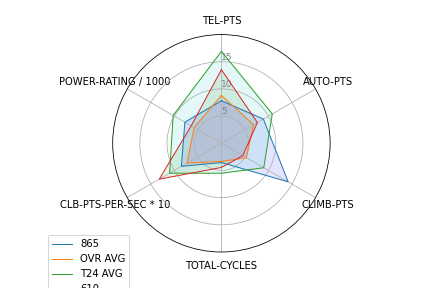 TEL-PTS
POWER-RATING / 1000
AUTO-PTS
15
10
5
CLB-PTS-PER-SEC * 10
CLIMB-PTS
TOTAL-CYCLES
865
OVR AVG
T24 AVG
610